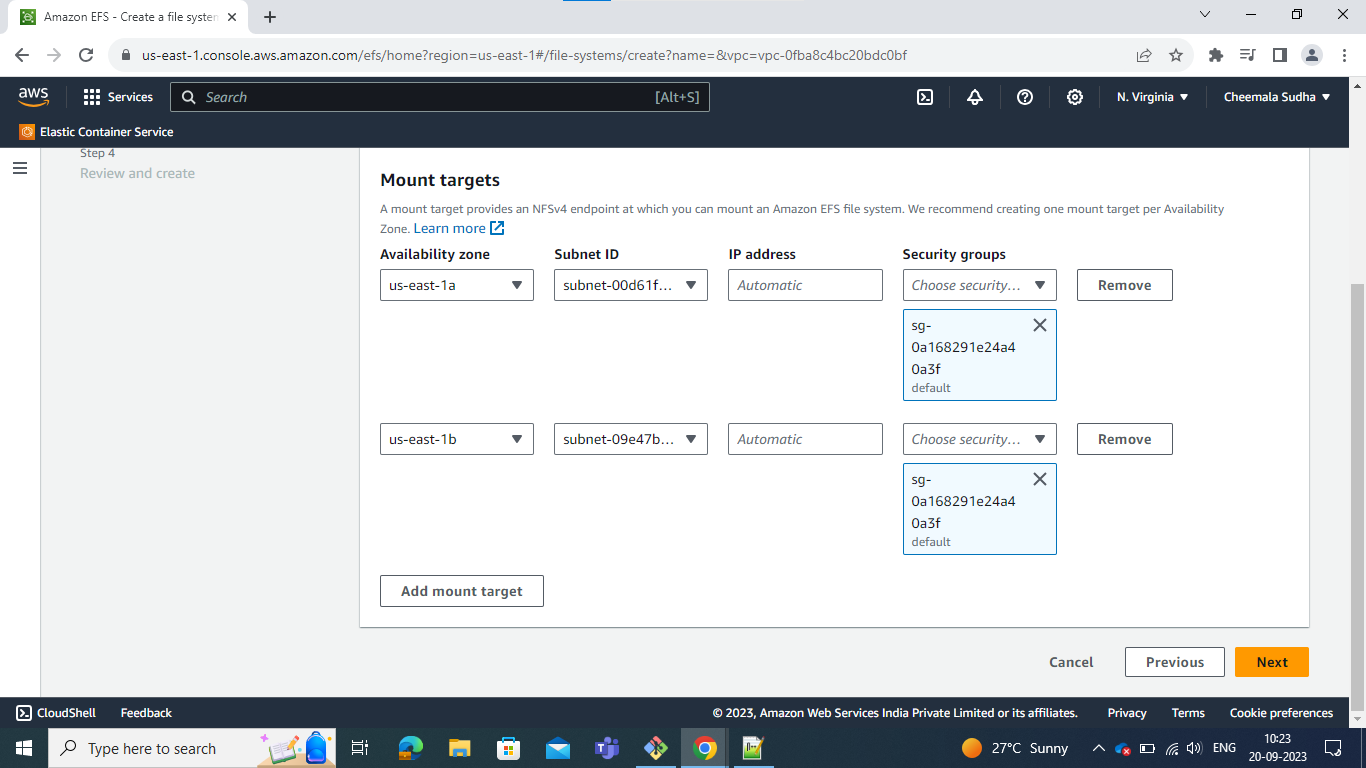 Amazon EFS - Create a file system
us-east-1.console.aws.amazon.com/efs/home?region=us-east-1#/file-systems/create?name=&vpc=vpc-0fba8c4bc20bdc0bf
aws
Services
Search
[Alt+S]
N. Virginia
Cheemala Sudha
Elastic Container Service
Step 4
Review and create
Mount targets
A mount target provides an NFSv4 endpoint at which you can mount an Amazon EFS file system. We recommend creating one mount target per Availability
Zone. Learn more
Availability zone Subnet ID IP address Security groups
us-east-1a subnet-00d61f... Automatic Choose security... Remove
sg-
0a168291e24a4
0a3f
default
us-east-1b subnet-09e47b... Automatic Choose security... Remove
sg-
0a168291e24a4
0a3f
default
Add mount target
Cancel Previous Next
CloudShell Feedback © 2023, Amazon Web Services India Private Limited or its affiliates. Privacy Terms Cookie preferences
Type here to search
27°C Sunny
ENG
10:23
20-09-2023